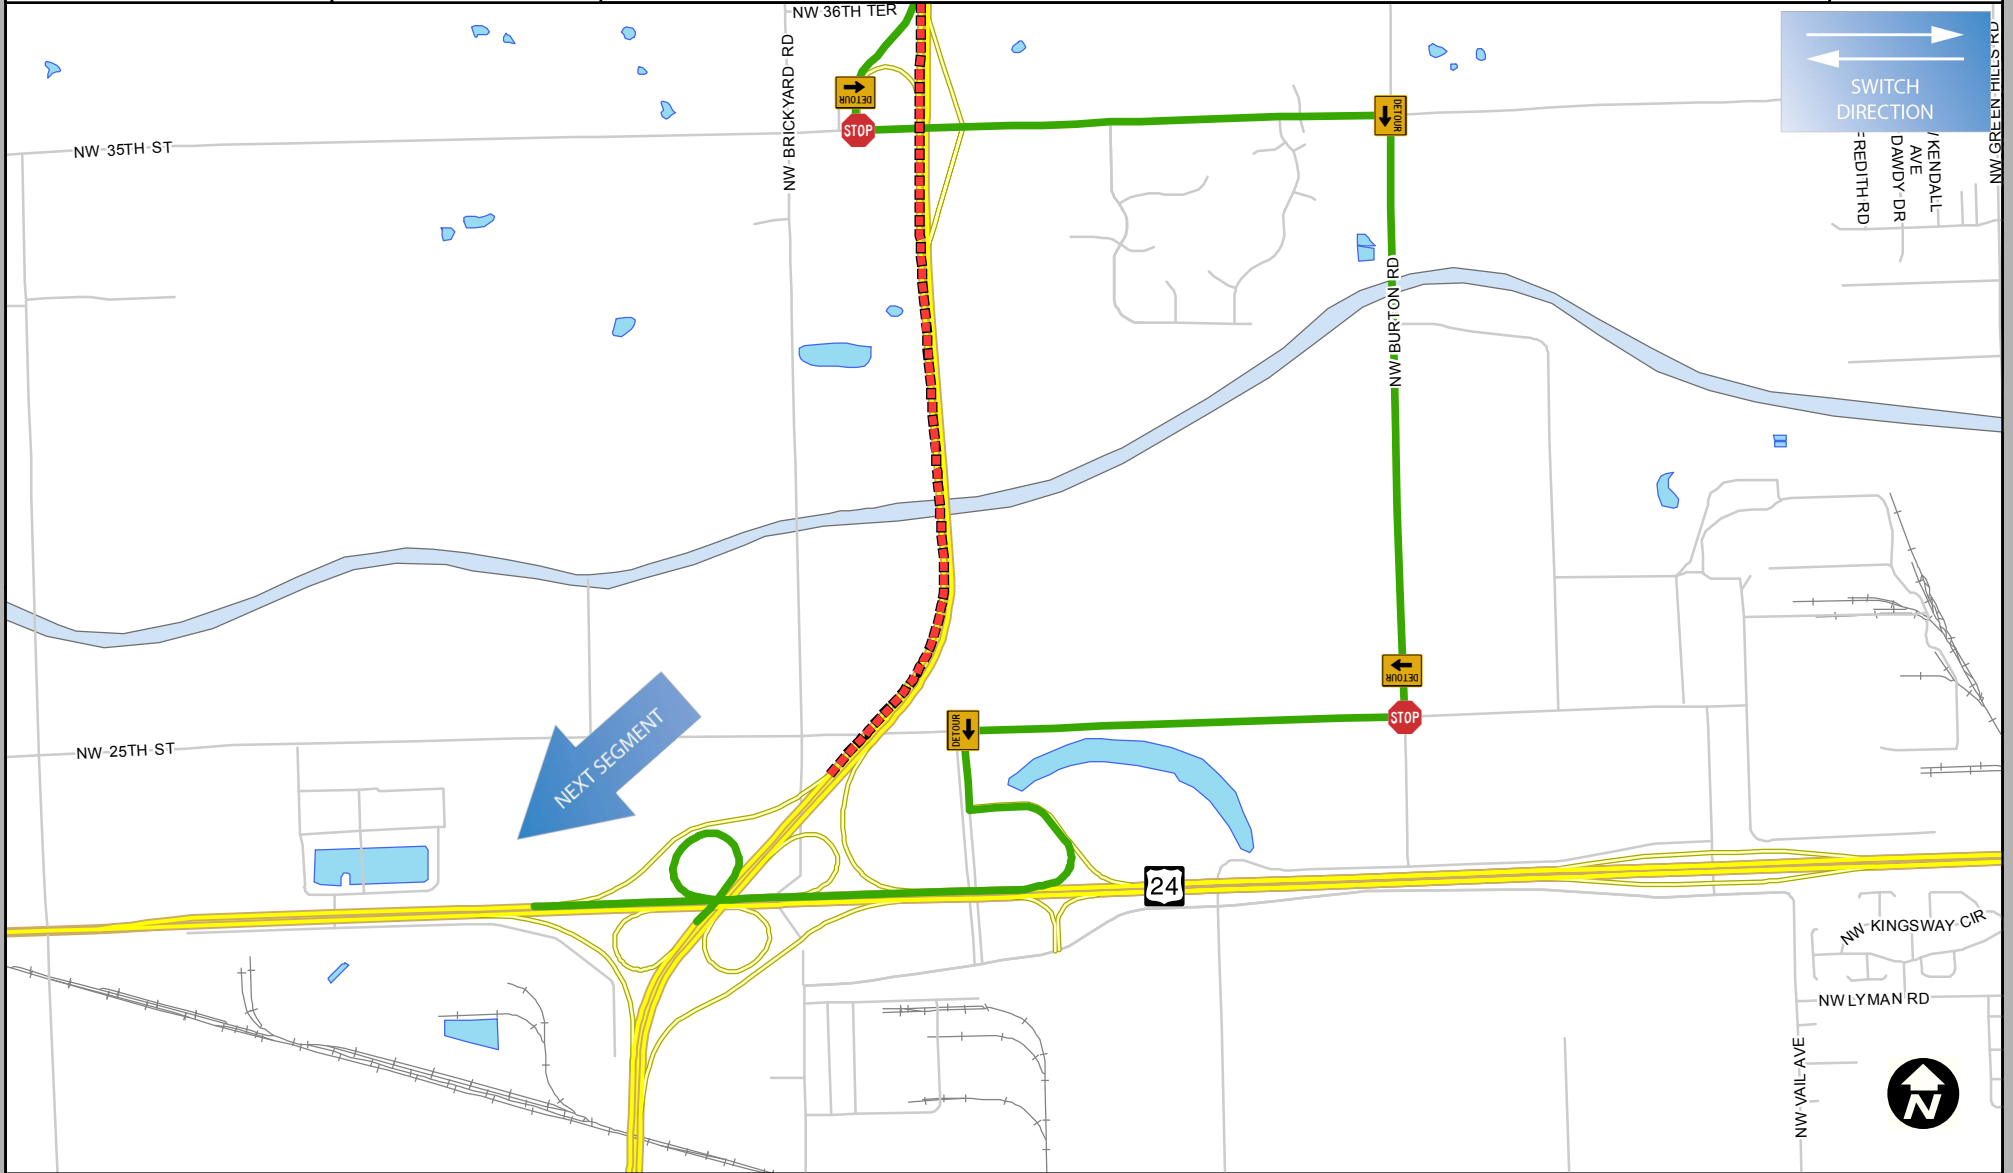 NW 36TH TER
NW BRICKYARD RD
NW GREEN HILLS RD
SWITCH
DIRECTION
DETOUR
DETOUR
STOP
NW 35TH ST
REDITH RD
DAWDY DR
KENDALL
AVE
NW BURTON RD
DETOUR
STOP
NEXT SEGMENT
DETOUR
NW 25TH ST
24
NW KINGSWAY CIR
NW LYMAN RD
NW VAIL AVE
N